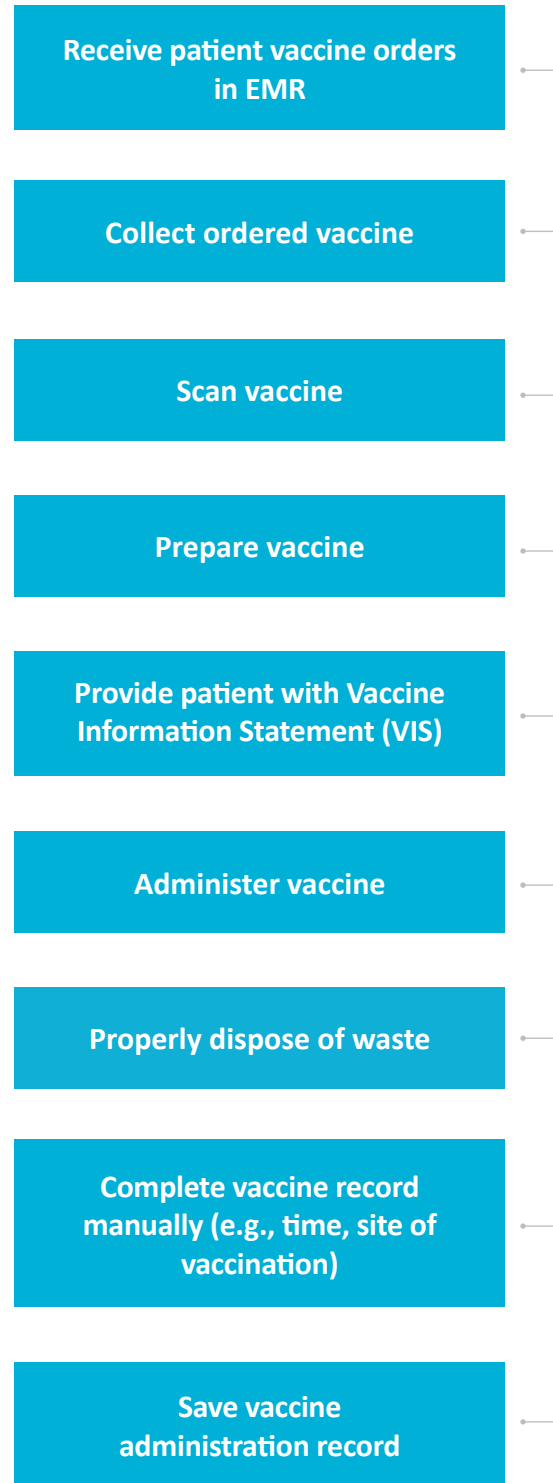 Receive patient vaccine orders
in EMR
Collect ordered vaccine
Scan vaccine
Prepare vaccine
Provide patient with Vaccine
Information Statement (VIS)
Administer vaccine
Properly dispose of waste
Complete vaccine record
manually (e.g., time, site of
vaccination)
Save vaccine
administration record